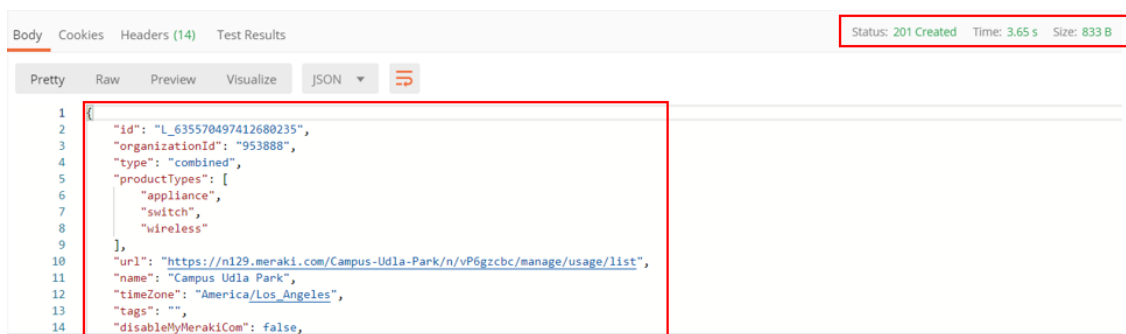 Body Cookies Headers (14) Test Results Status: 201 Created Time: 3.65 s Size: 833 B
Pretty Raw Preview Visualize JSON
1 {
2 "id": "L_635570497412680235",
3 "organizationId": "953888",
4 "type": "combined",
5 "productTypes": [
6 "appliance",
7 "switch",
8 "wireless"
9 ],
10 "url": "https://n129.meraki.com/Campus-Udla-Park/n/vP6gzcbc/manage/usage/list",
11 "name": "Campus Udla Park",
12 "timeZone": "America/Los_Angeles",
13 "tags": "",
14 "disableMyMerakiCom": false,